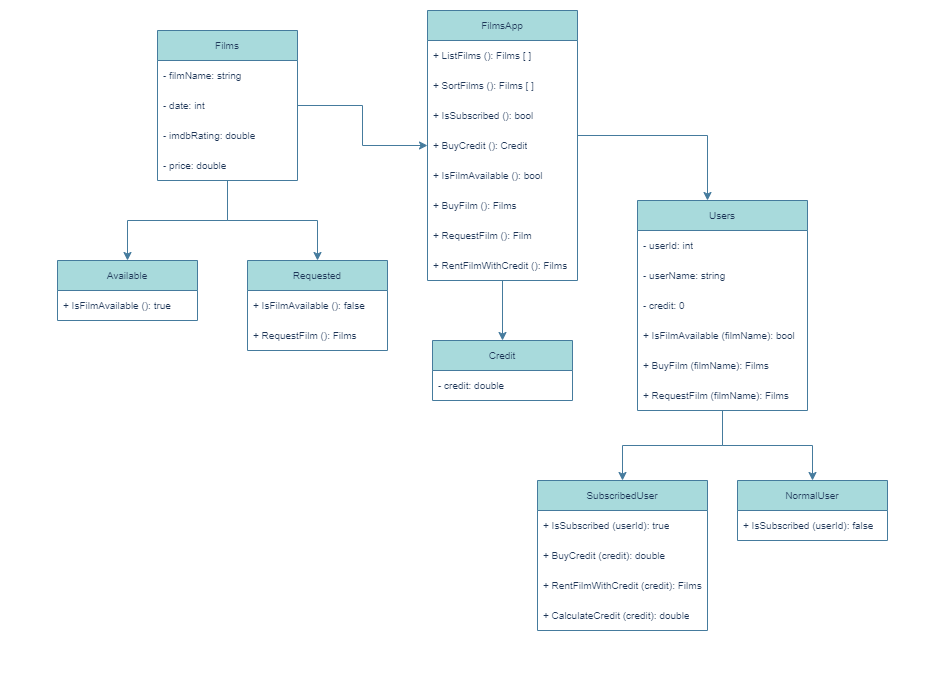 Films
- filmName: string
- date: int
- imdbRating: double
- price: double
FilmsApp
+ ListFilms (): Films [ ]
+ SortFilms (): Films [ ]
+ IsSubscribed (): bool
+ BuyCredit (): Credit
+ IsFilmAvailable (): bool
+ BuyFilm (): Films
+ RequestFilm (): Film
+ RentFilmWithCredit (): Films
Available
+ IsFilmAvailable (): true
Requested
+ IsFilmAvailable (): false
+ RequestFilm (): Films
Credit
- credit: double
Users
- userId: int
- userName: string
- credit: 0
+ IsFilmAvailable (filmName): bool
+ BuyFilm (filmName): Films
+ RequestFilm (filmName): Films
SubscribedUser
+ IsSubscribed (userId): true
+ BuyCredit (credit): double
+ RentFilmWithCredit (credit): Films
+ CalculateCredit (credit): double
NormalUser
+ IsSubscribed (userId): false